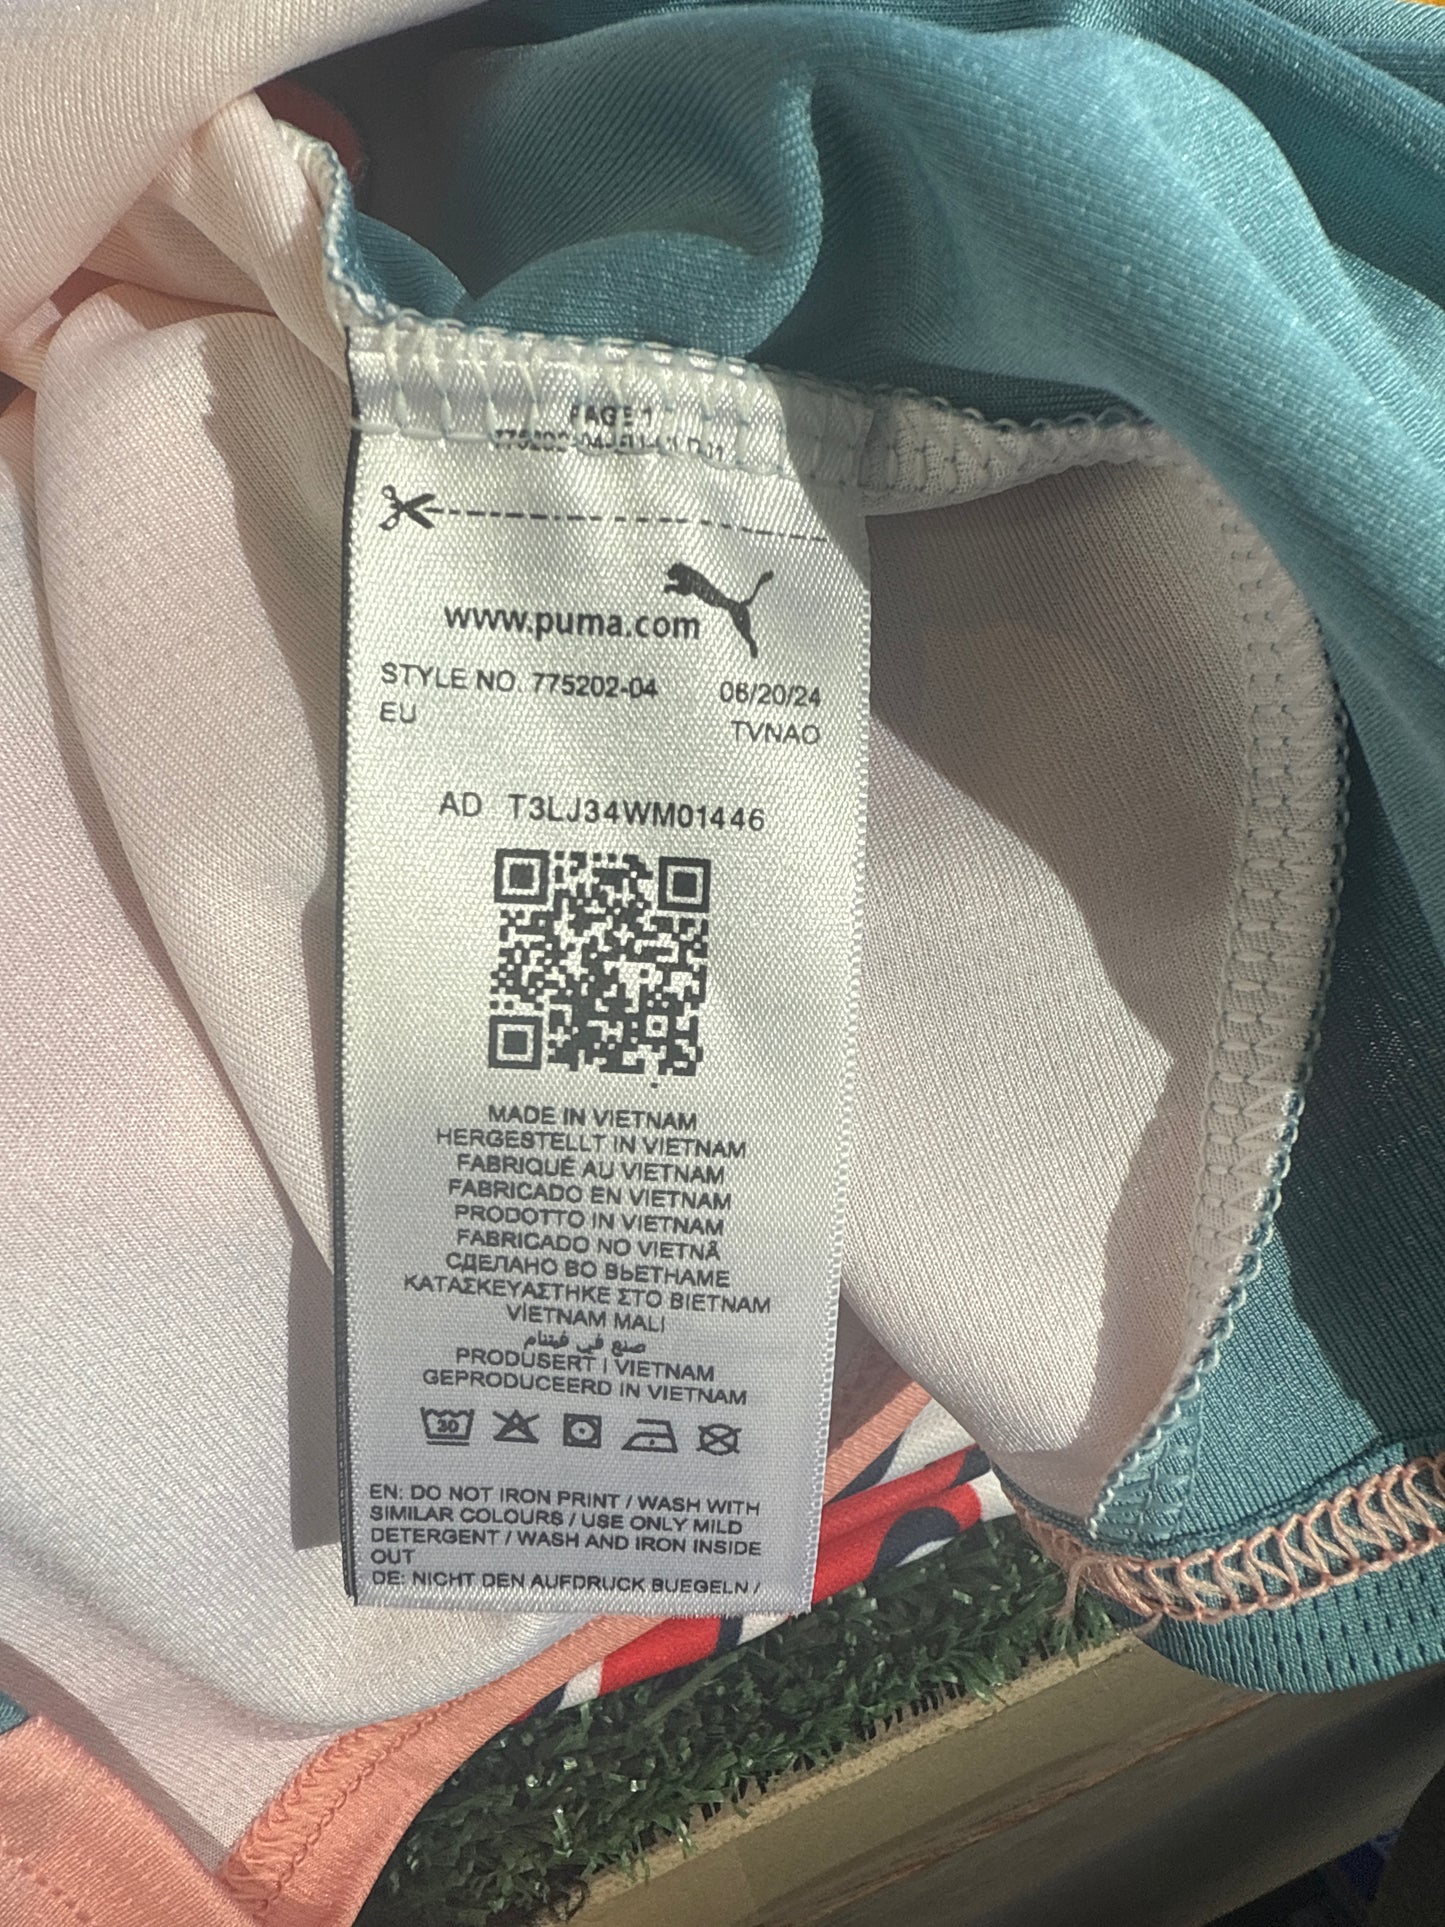 PAGE 1
www.puma.com
STYLE NO. 775202-04 06/20/24
EU TVNAO
AD T3LJ34WM01446
MADE IN VIETNAM
HERGESTELLT IN VIETNAM
FABRIQUÉ AU VIETNAM
FABRICADO EN VIETNAM
PRODOTTO IN VIETNAM
FABRICADO NO VIETNÃ
СДЕЛАНО ВО ВЬЕТНАМЕ
ΚΑΤΑΣΚΕΥΑΣΤΗΚΕ ΣΤΟ ΒΙΕΤΝΑΜ
VİETNAM MALI
صنع في فيتنام
PRODUSERT I VIETNAM
GEPRODUCEERD IN VIETNAM
30
EN: DO NOT IRON PRINT / WASH WITH
SIMILAR COLOURS / USE ONLY MILD
DETERGENT / WASH AND IRON INSIDE
OUT
DE: NICHT DEN AUFDRUCK BUEGELN /